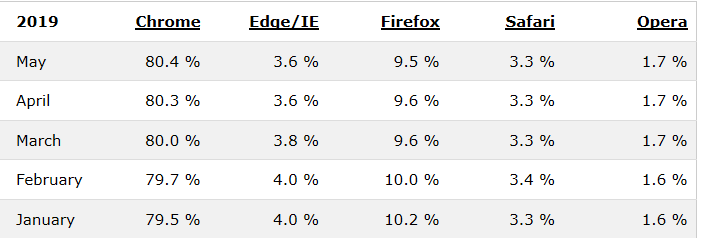 2019 Chrome Edge/IE Firefox Safari Opera
May 80.4 % 3.6 % 9.5 % 3.3 % 1.7 %
April 80.3 % 3.6 % 9.6 % 3.3 % 1.7 %
March 80.0 % 3.8 % 9.6 % 3.3 % 1.7 %
February 79.7 % 4.0 % 10.0 % 3.4 % 1.6 %
January 79.5 % 4.0 % 10.2 % 3.3 % 1.6 %